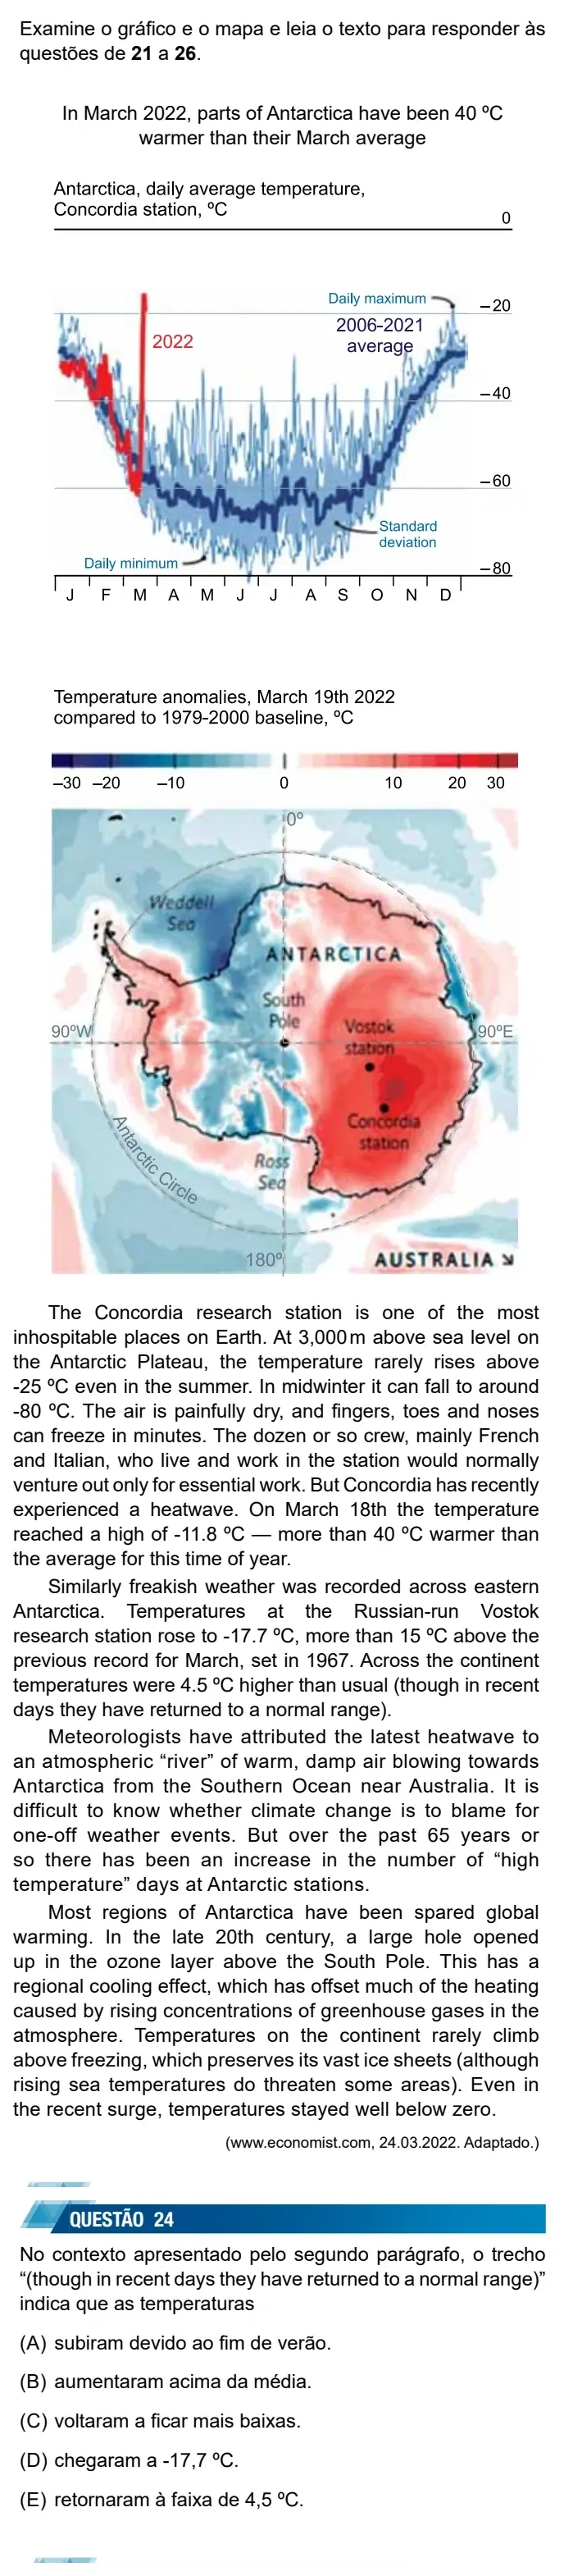 Examine o gráfico e o mapa e leia o texto para responder às
questões de 21 a 26.
In March 2022, parts of Antarctica have been 40 ºC
warmer than their March average
Antarctica, daily average temperature,
Concordia station, ºC
0
Daily maximum
–20
2022
2006-2021
average
–40
–60
Standard
deviation
Daily minimum
–80
J F M A M J J A S O N D
Temperature anomalies, March 19th 2022
compared to 1979-2000 baseline, ºC
–30 –20 –10 0 10 20 30
0º
Weddell
Sea
ANTARCTICA
South
Pole
Vostok
station
90ºW
90ºE
Concordia
station
Antarctic Circle
Ross
Sea
180º
AUSTRALIA ↘
The Concordia research station is one of the most
inhospitable places on Earth. At 3,000 m above sea level on
the Antarctic Plateau, the temperature rarely rises above
-25 ºC even in the summer. In midwinter it can fall to around
-80 ºC. The air is painfully dry, and fingers, toes and noses
can freeze in minutes. The dozen or so crew, mainly French
and Italian, who live and work in the station would normally
venture out only for essential work. But Concordia has recently
experienced a heatwave. On March 18th the temperature
reached a high of -11.8 ºC — more than 40 ºC warmer than
the average for this time of year.
Similarly freakish weather was recorded across eastern
Antarctica. Temperatures at the Russian-run Vostok
research station rose to -17.7 ºC, more than 15 ºC above the
previous record for March, set in 1967. Across the continent
temperatures were 4.5 ºC higher than usual (though in recent
days they have returned to a normal range).
Meteorologists have attributed the latest heatwave to
an atmospheric “river” of warm, damp air blowing towards
Antarctica from the Southern Ocean near Australia. It is
difficult to know whether climate change is to blame for
one-off weather events. But over the past 65 years or
so there has been an increase in the number of “high
temperature” days at Antarctic stations.
Most regions of Antarctica have been spared global
warming. In the late 20th century, a large hole opened
up in the ozone layer above the South Pole. This has a
regional cooling effect, which has offset much of the heating
caused by rising concentrations of greenhouse gases in the
atmosphere. Temperatures on the continent rarely climb
above freezing, which preserves its vast ice sheets (although
rising sea temperatures do threaten some areas). Even in
the recent surge, temperatures stayed well below zero.
(www.economist.com, 24.03.2022. Adaptado.)
QUESTÃO 24
No contexto apresentado pelo segundo parágrafo, o trecho
“(though in recent days they have returned to a normal range)”
indica que as temperaturas
(A) subiram devido ao fim de verão.
(B) aumentaram acima da média.
(C) voltaram a ficar mais baixas.
(D) chegaram a -17,7 ºC.
(E) retornaram à faixa de 4,5 ºC.